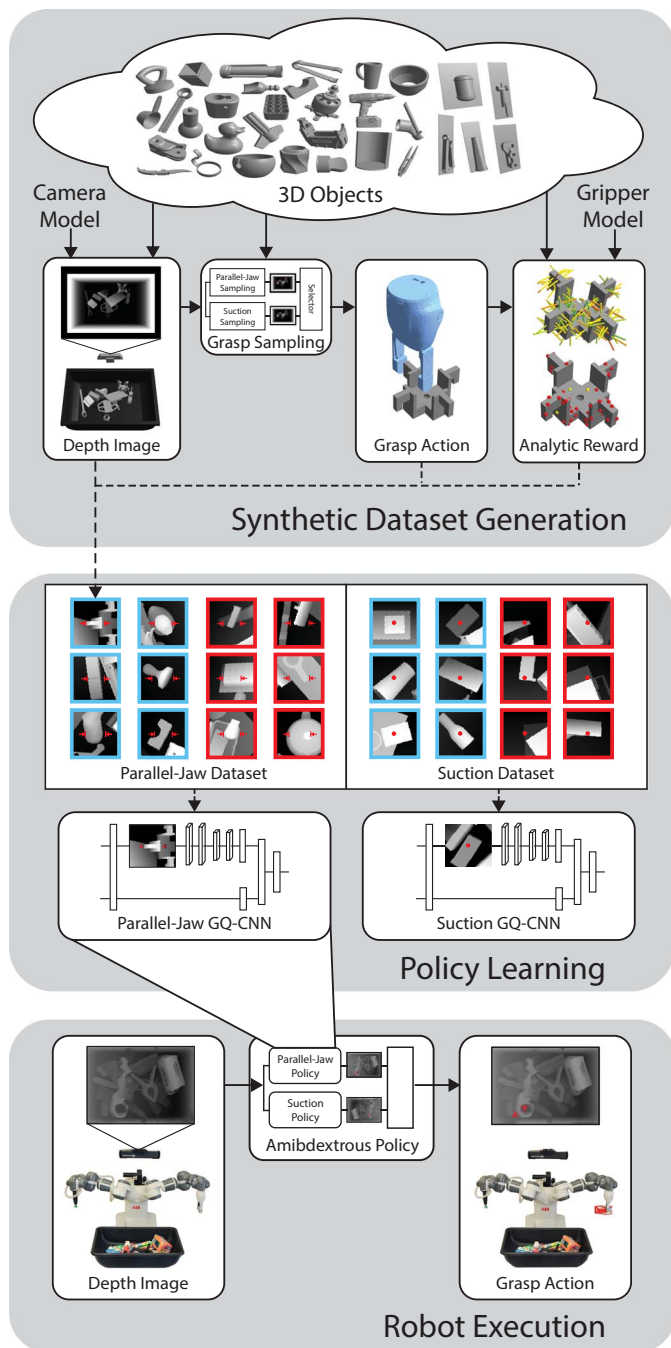 3D Objects
Camera
Model
Gripper
Model
Parallel-Jaw
Sampling
Suction
Sampling
Selector
Depth Image
Grasp Sampling
Grasp Action
Analytic Reward
Synthetic Dataset Generation
Parallel-Jaw Dataset
Suction Dataset
Parallel-Jaw GQ-CNN
Suction GQ-CNN
Policy Learning
Parallel-Jaw
Policy
Suction
Policy
Amibdextrous Policy
ABB
ABB
Depth Image
Grasp Action
Robot Execution